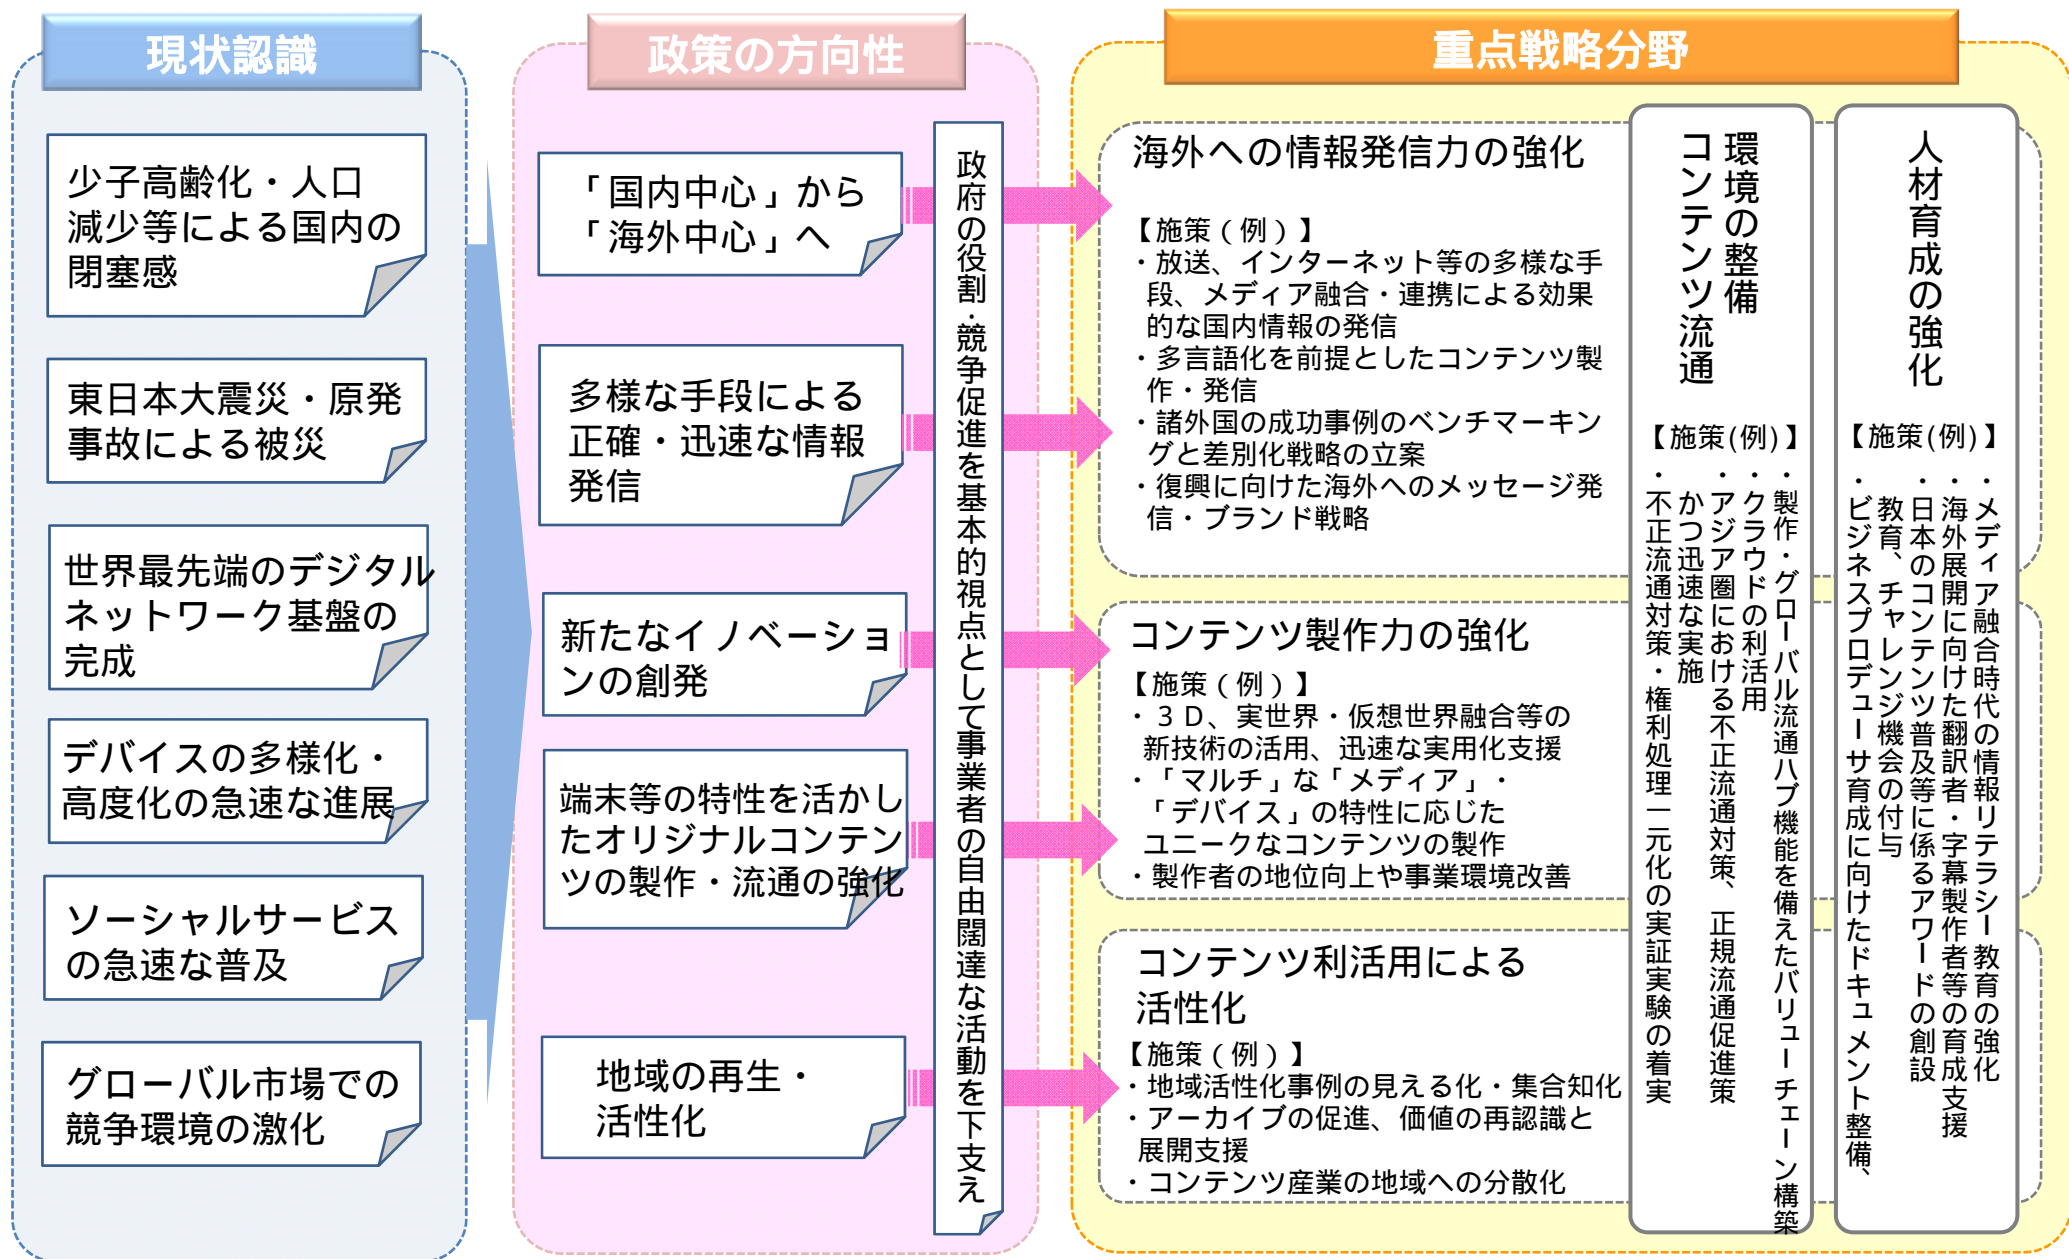 現状認識
少子高齢化・人口
減少等による国内の
閉塞感
東日本大震災・原発
事故による被災
世界最先端のデジタル
ネットワーク基盤の
完成
デバイスの多様化・
高度化の急速な進展
ソーシャルサービス
の急速な普及
グローバル市場での
競争環境の激化
政策の方向性
「国内中心」から
「海外中心」へ
多様な手段による
正確・迅速な情報
発信
新たなイノベーショ
ンの創発
端末等の特性を活かし
たオリジナルコンテン
ツの製作・流通の強化
地域の再生・
活性化
政府の役割・競争促進を基本的視点として事業者の自由闊達な活動を下支え
重点戦略分野
海外への情報発信力の強化
【施策（例）】
・放送、インターネット等の多様な手
段、メディア融合・連携による効果
的な国内情報の発信
・多言語化を前提としたコンテンツ製
作・発信
・諸外国の成功事例のベンチマーキン
グと差別化戦略の立案
・復興に向けた海外へのメッセージ発
信・ブランド戦略
コンテンツ製作力の強化
【施策（例）】
・３Ｄ、実世界・仮想世界融合等の
新技術の活用、迅速な実用化支援
・「マルチ」な「メディア」・
「デバイス」の特性に応じた
ユニークなコンテンツの製作
・製作者の地位向上や事業環境改善
コンテンツ利活用による
活性化
【施策（例）】
・地域活性化事例の見える化・集合知化
・アーカイブの促進、価値の再認識と
展開支援
・コンテンツ産業の地域への分散化
環境の整備
コンテンツ流通
【施策(例)】
・製作・グローバル流通ハブ機能を備えたバリューチェーン構築
・クラウドの利活用
・アジア圏における不正流通対策、正規流通促進策
かつ迅速な実施
・不正流通対策・権利処理一元化の実証実験の着実
人材育成の強化
【施策(例)】
・メディア融合時代の情報リテラシー教育の強化
・海外展開に向けた翻訳者・字幕製作者等の育成支援
・日本のコンテンツ普及等に係るアワードの創設
教育、チャレンジ機会の付与
・ビジネスプロデューサ育成に向けたドキュメント整備、